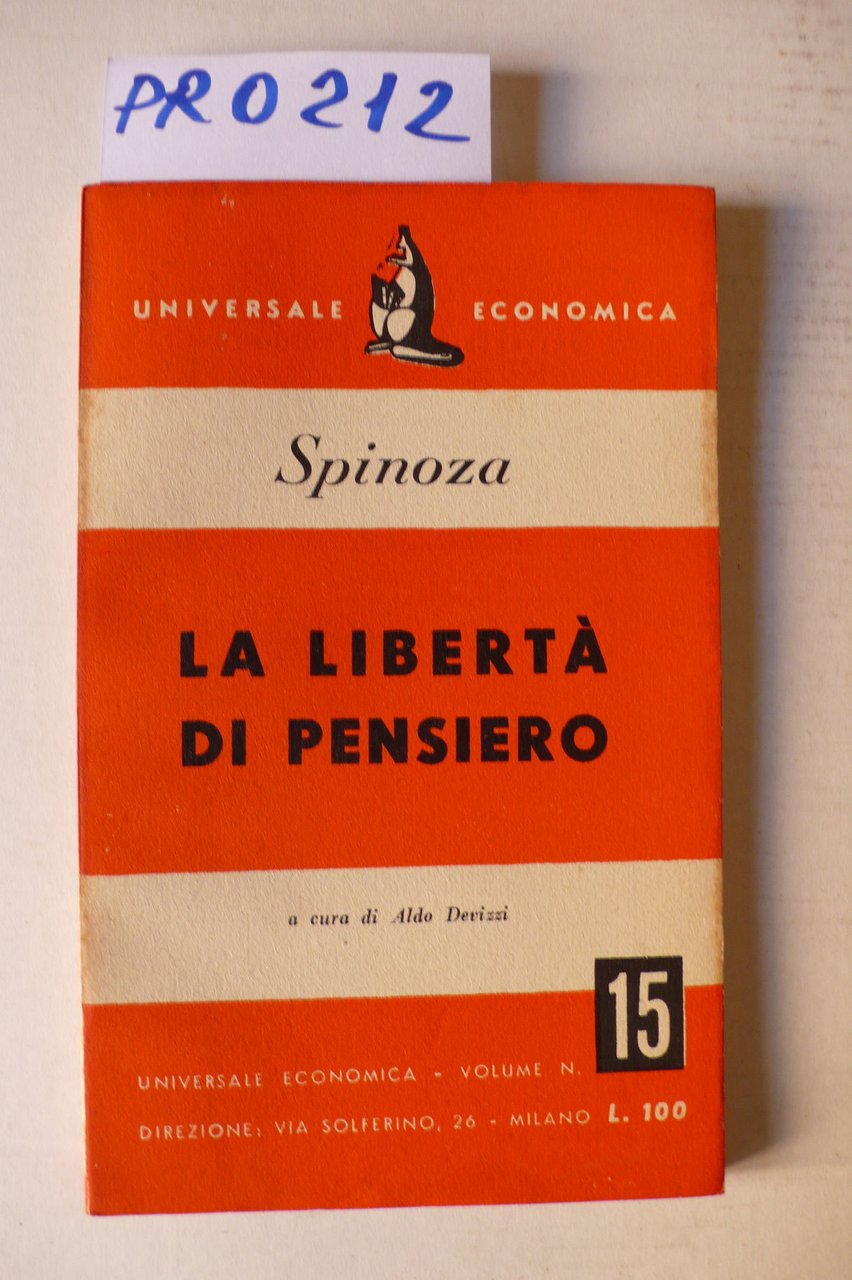 PR0212
UNIVERSALE ECONOMICA
Spinoza
LA LIBERTÀ
DI PENSIERO
a cura di Aldo Devizzi
15
UNIVERSALE ECONOMICA - VOLUME N.
DIREZIONE: VIA SOLFERINO, 26 - MILANO L. 100